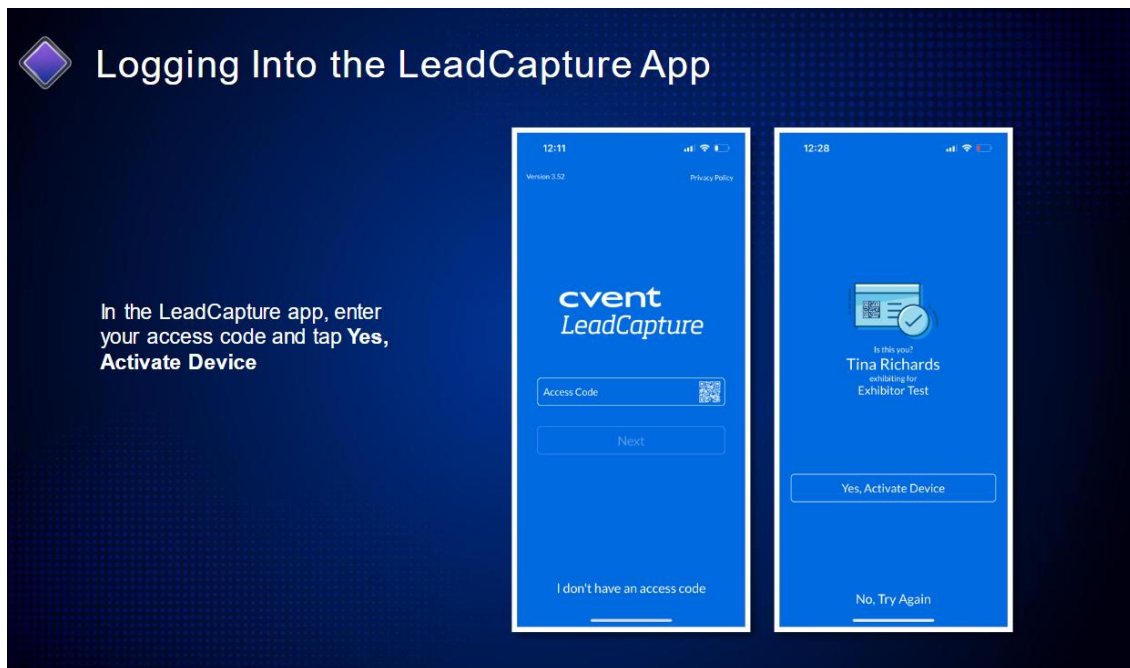 Logging Into the LeadCapture App
In the LeadCapture app, enter
your access code and tap Yes,
Activate Device
12:11
Version 3.52
Privacy Policy
cvent
LeadCapture
Access Code
Next
I don't have an access code
12:28
Is this you?
Tina Richards
exhibiting for
Exhibitor Test
Yes, Activate Device
No, Try Again